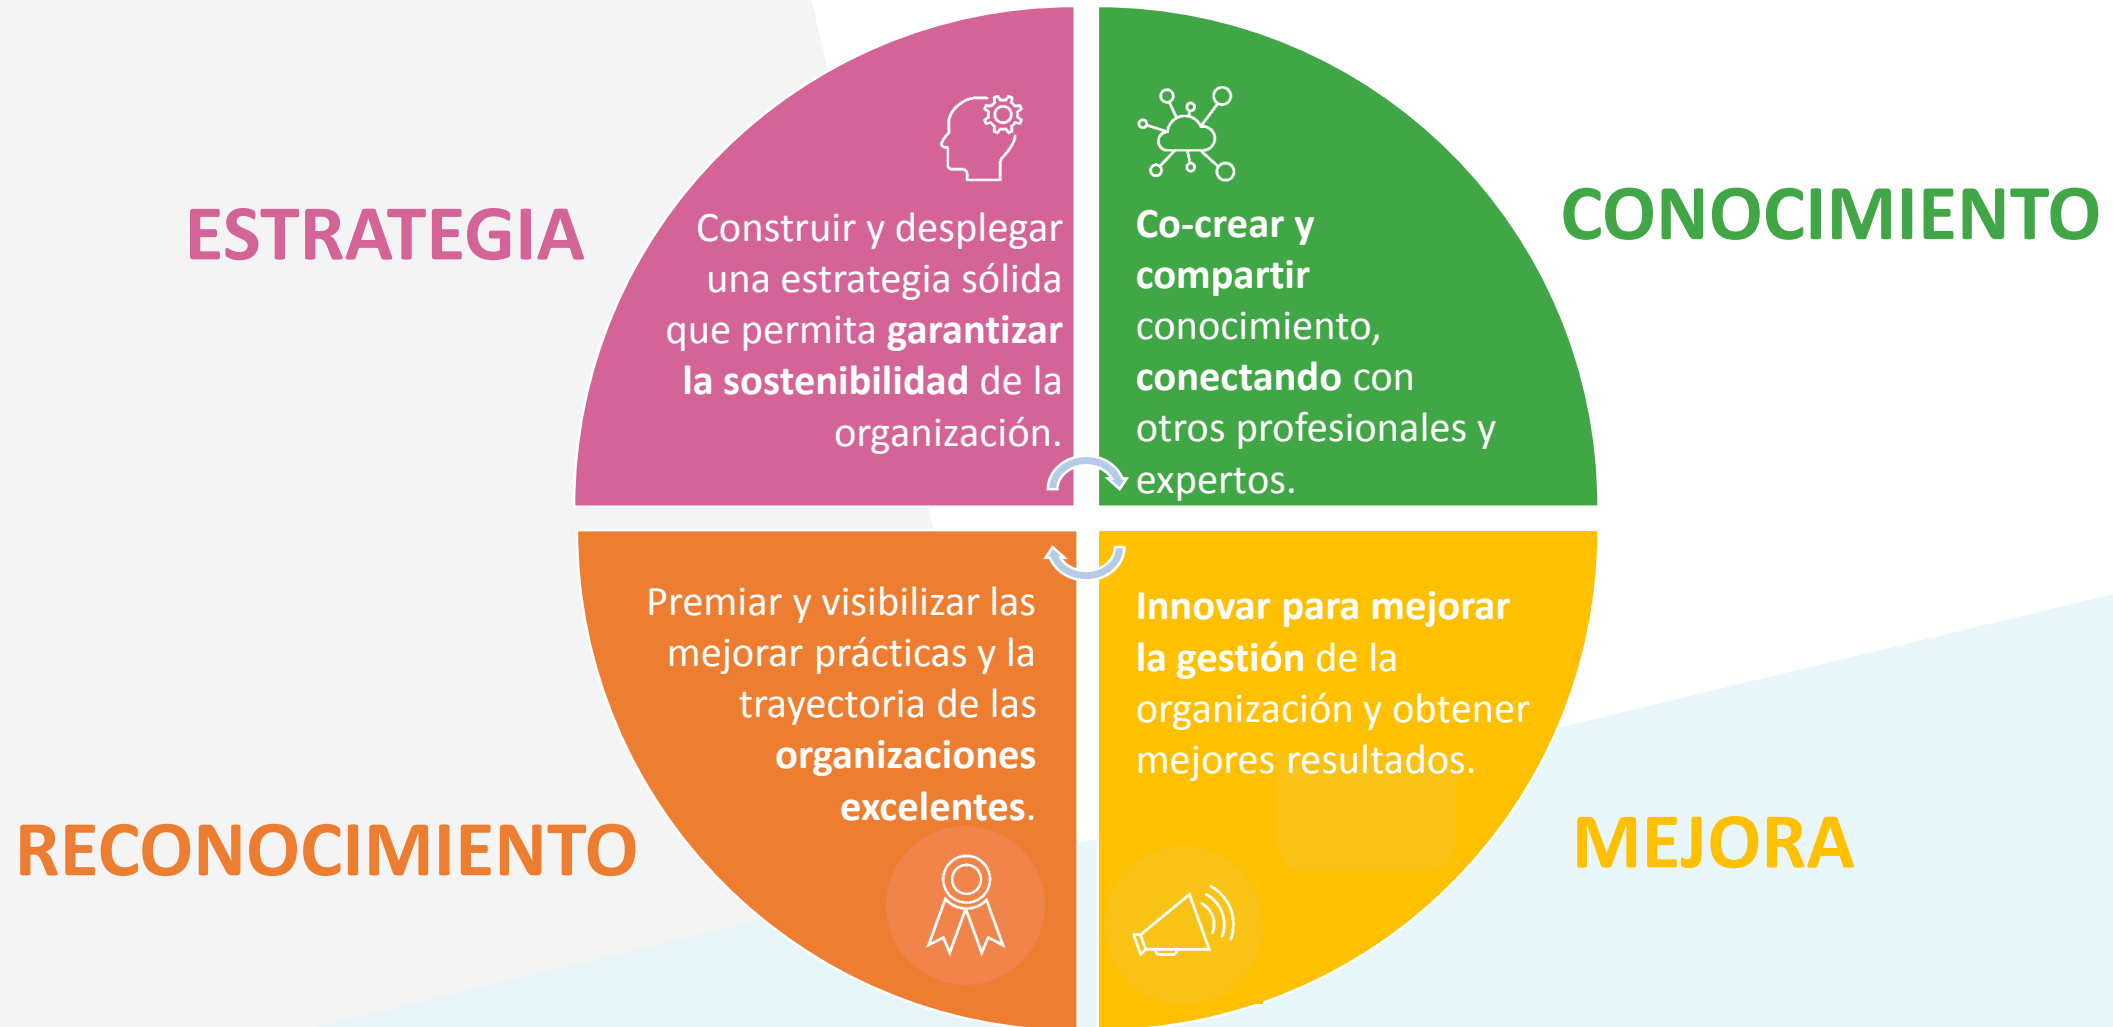 ESTRATEGIA
Construir y desplegar
una estrategia sólida
que permita garantizar
la sostenibilidad de la
organización.
CONOCIMIENTO
Co-crear y
compartir
conocimiento,
conectando con
otros profesionales y
expertos.
RECONOCIMIENTO
Premiar y visibilizar las
mejorar prácticas y la
trayectoria de las
organizaciones
excelentes.
MEJORA
Innovar para mejorar
la gestión de la
organización y obtener
mejores resultados.